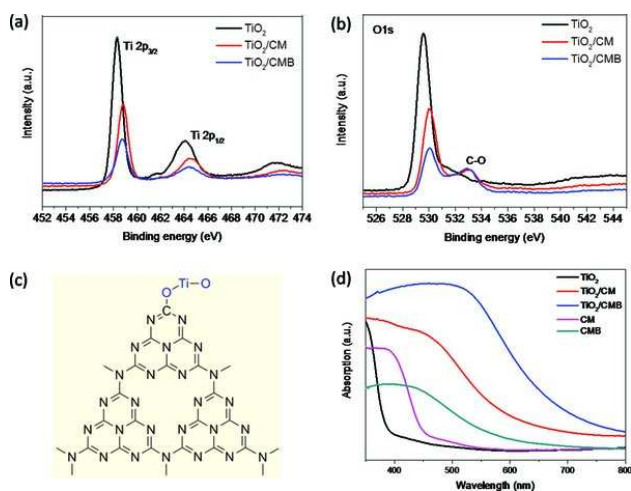 (a)
Ti 2p3/2
Ti 2p1/2
TiO2
TiO2/CM
TiO2/CMB
Intensity (a.u.)
452 454 456 458 460 462 464 466 468 470 472 474
Binding energy (eV)
(b)
O1s
C-O
TiO2
TiO2/CM
TiO2/CMB
Intensity (a.u.)
526 528 530 532 534 536 538 540 542 544
Binding energy (eV)
(c)
O Ti-O
C
N N
N N N
N N
N N N N
N N N N N N
N N N N
N N N N N
(d)
TiO2
TiO2/CM
TiO2/CMB
CM
CMB
Absorption (a.u.)
400 500 600 700 800
Wavelength (nm)